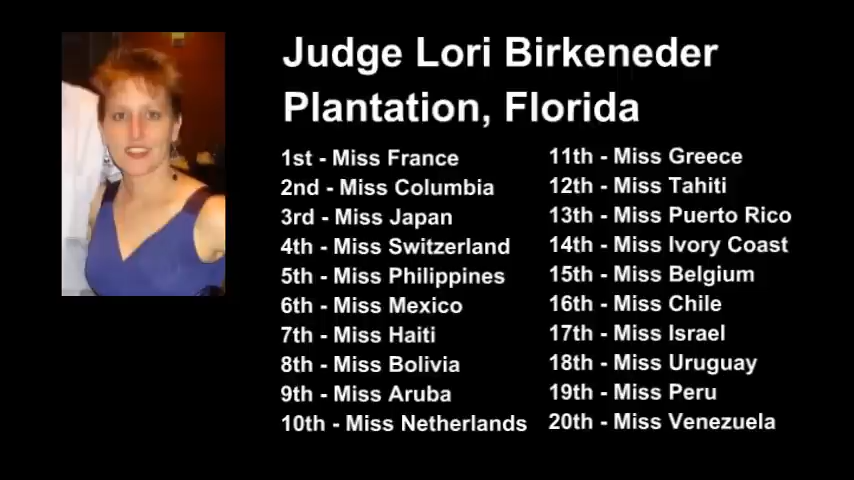 Judge Lori Birkeneder
Plantation, Florida
1st - Miss France
2nd - Miss Columbia
3rd - Miss Japan
4th - Miss Switzerland
5th - Miss Philippines
6th - Miss Mexico
7th - Miss Haiti
8th - Miss Bolivia
9th - Miss Aruba
10th - Miss Netherlands
11th - Miss Greece
12th - Miss Tahiti
13th - Miss Puerto Rico
14th - Miss Ivory Coast
15th - Miss Belgium
16th - Miss Chile
17th - Miss Israel
18th - Miss Uruguay
19th - Miss Peru
20th - Miss Venezuela